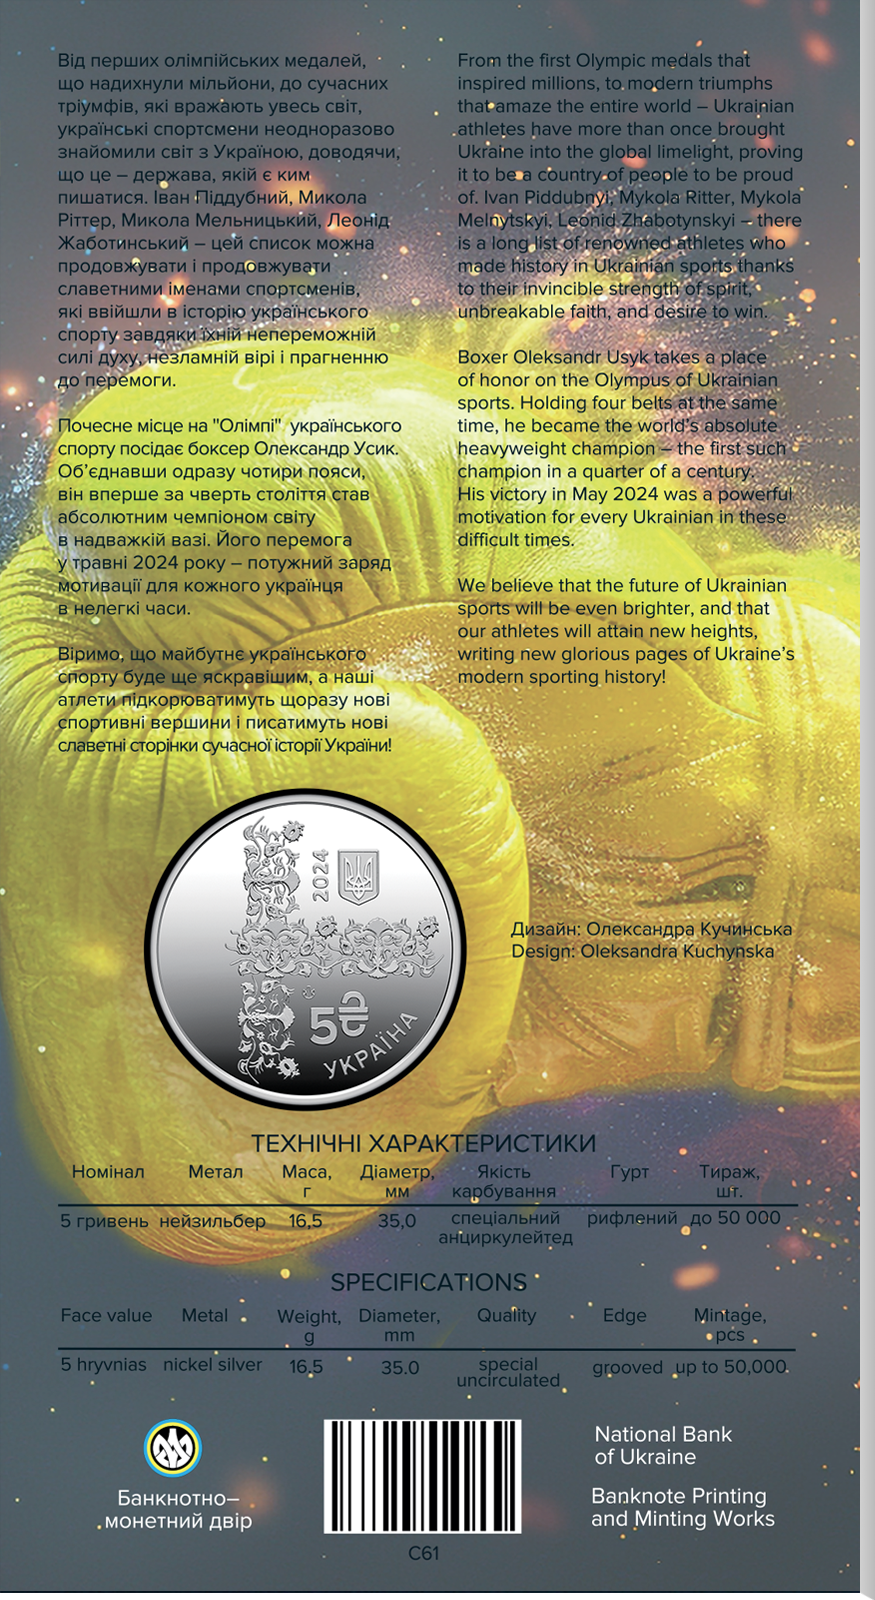 Від перших олімпійських медалей,
що надихнули мільйони, до сучасних
тріумфів, які вражають увесь світ,
українські спортсмени неодноразово
знайомили світ з Україною, доводячи,
що це – держава, якій є ким
пишатися. Іван Піддубний, Микола
Ріттер, Микола Мельницький, Леонід
Жаботинський – цей список можна
продовжувати і продовжувати
славетними іменами спортсменів,
які ввійшли в історію українського
спорту завдяки їхній непереможній
силі духу, незламній вірі і прагненню
до перемоги.
Почесне місце на "Олімпі" українського
спорту посідає боксер Олександр Усик.
Об’єднавши одразу чотири пояси,
він вперше за чверть століття став
абсолютним чемпіоном світу
в надважкій вазі. Його перемога
у травні 2024 року – потужний заряд
мотивації для кожного українця
в нелегкі часи.
Віримо, що майбутнє українського
спорту буде ще яскравішим, а наші
атлети підкорюватимуть щоразу нові
спортивні вершини і писатимуть нові
славетні сторінки сучасної історії України!
From the first Olympic medals that
inspired millions, to modern triumphs
that amaze the entire world – Ukrainian
athletes have more than once brought
Ukraine into the global limelight, proving
it to be a country of people to be proud
of. Ivan Piddubnyi, Mykola Ritter, Mykola
Melnytskyi, Leonid Zhabotynskyi – there
is a long list of renowned athletes who
made history in Ukrainian sports thanks
to their invincible strength of spirit,
unbreakable faith, and desire to win.
Boxer Oleksandr Usyk takes a place
of honor on the Olympus of Ukrainian
sports. Holding four belts at the same
time, he became the world’s absolute
heavyweight champion – the first such
champion in a quarter of a century.
His victory in May 2024 was a powerful
motivation for every Ukrainian in these
difficult times.
We believe that the future of Ukrainian
sports will be even brighter, and that
our athletes will attain new heights,
writing new glorious pages of Ukraine’s
modern sporting history!
2024
5₴
УКРАЇНА
Дизайн: Олександра Кучинська
Design: Oleksandra Kuchynska
ТЕХНІЧНІ ХАРАКТЕРИСТИКИ
Номінал Метал Маса, г Діаметр, мм Якість карбування Гурт Тираж, шт.
5 гривень нейзильбер 16,5 35,0 спеціальний анциркулейтед рифлений до 50 000
SPECIFICATIONS
Face value Metal Weight, g Diameter, mm Quality Edge Mintage, pcs
5 hryvnias nickel silver 16.5 35.0 special uncirculated grooved up to 50,000
Банкнотно–
монетний двір
C61
National Bank
of Ukraine
Banknote Printing
and Minting Works